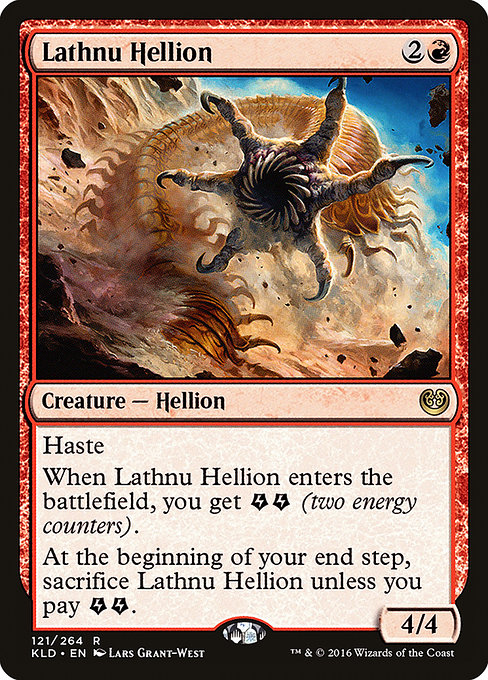 Lathnu Hellion 2
Creature — Hellion
Haste
When Lathnu Hellion enters the
battlefield, you get (two energy
counters).
At the beginning of your end step,
sacrifice Lathnu Hellion unless you
pay .
4/4
121/264 R
KLD • EN Lars Grant-West
™ & © 2016 Wizards of the Coast